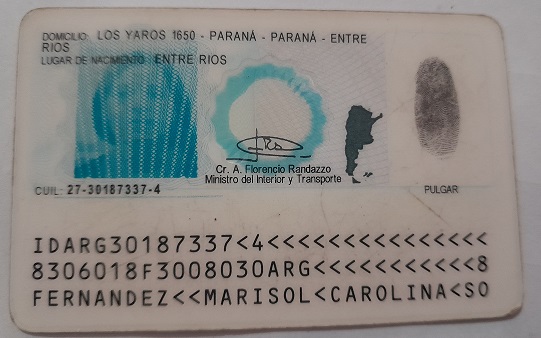 DOMICILIO: LOS YAROS 1650 - PARANÁ - PARANÁ - ENTRE
RIOS
LUGAR DE NACIMIENTO: ENTRE RIOS
Cr. A. Florencio Randazzo
Ministro del Interior y Transporte
CUIL: 27-30187337-4
PULGAR
IDARG30187337<4<<<<<<<<<<<<<<<
8306018F3008030ARG<<<<<<<<<<<8
FERNANDEZ<<MARISOL<CAROLINA<SO